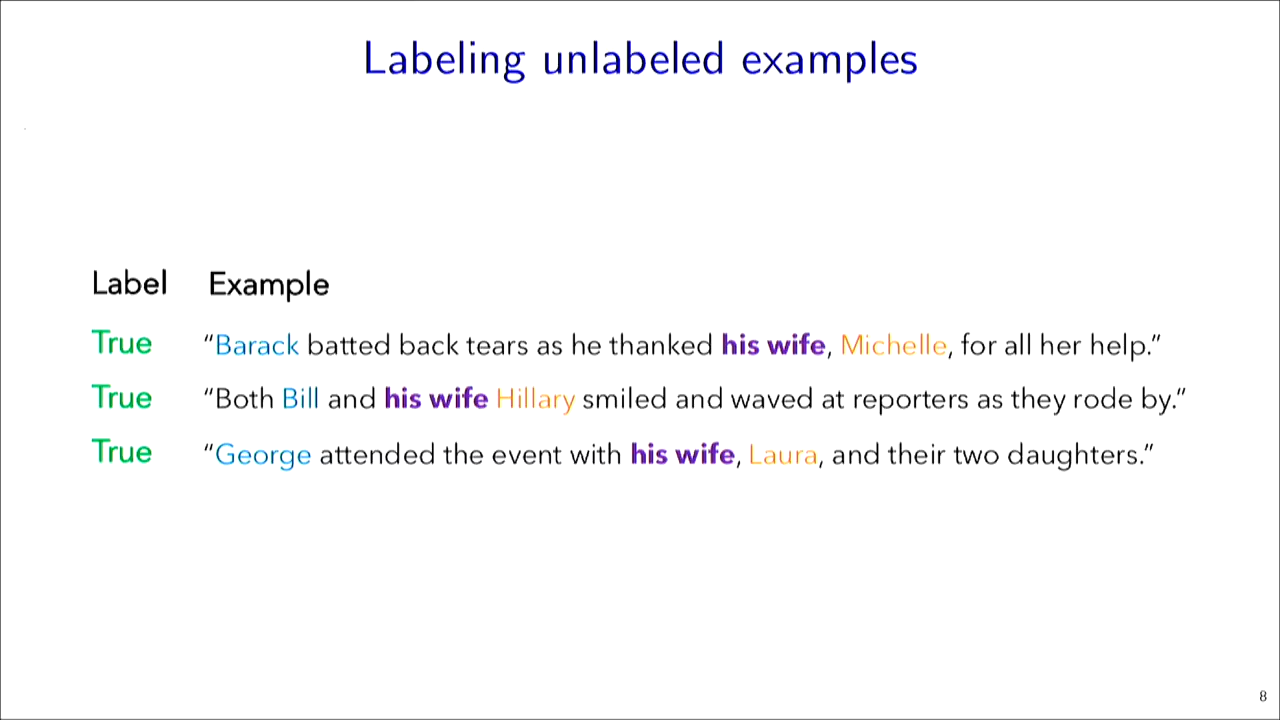 Labeling unlabeled examples
Label Example
True “Barack batted back tears as he thanked his wife, Michelle, for all her help.”
True “Both Bill and his wife Hillary smiled and waved at reporters as they rode by.”
True “George attended the event with his wife, Laura, and their two daughters.”
8